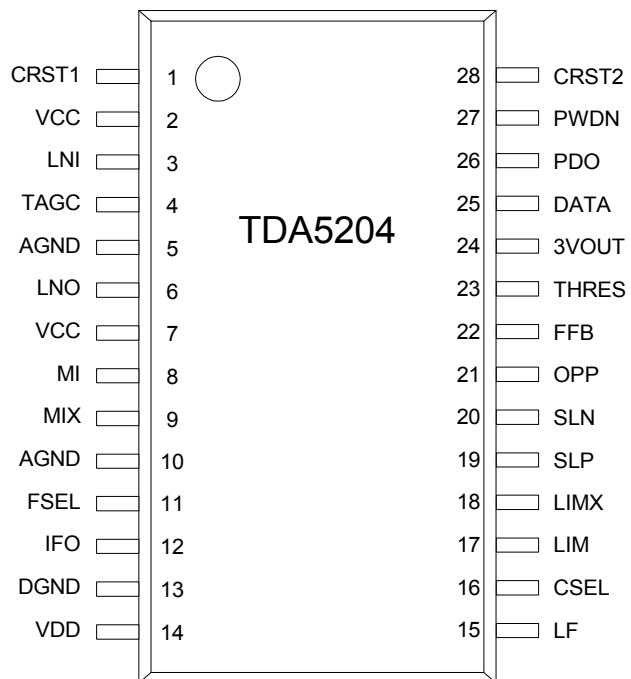 CRST1 1 28 CRST2
VCC 2 27 PWDN
LNI 3 26 PDO
TAGC 4 25 DATA
TDA5204
AGND 5 24 3VOUT
LNO 6 23 THRES
VCC 7 22 FFB
MI 8 21 OPP
MIX 9 20 SLN
AGND 10 19 SLP
FSEL 11 18 LIMX
IFO 12 17 LIM
DGND 13 16 CSEL
VDD 14 15 LF